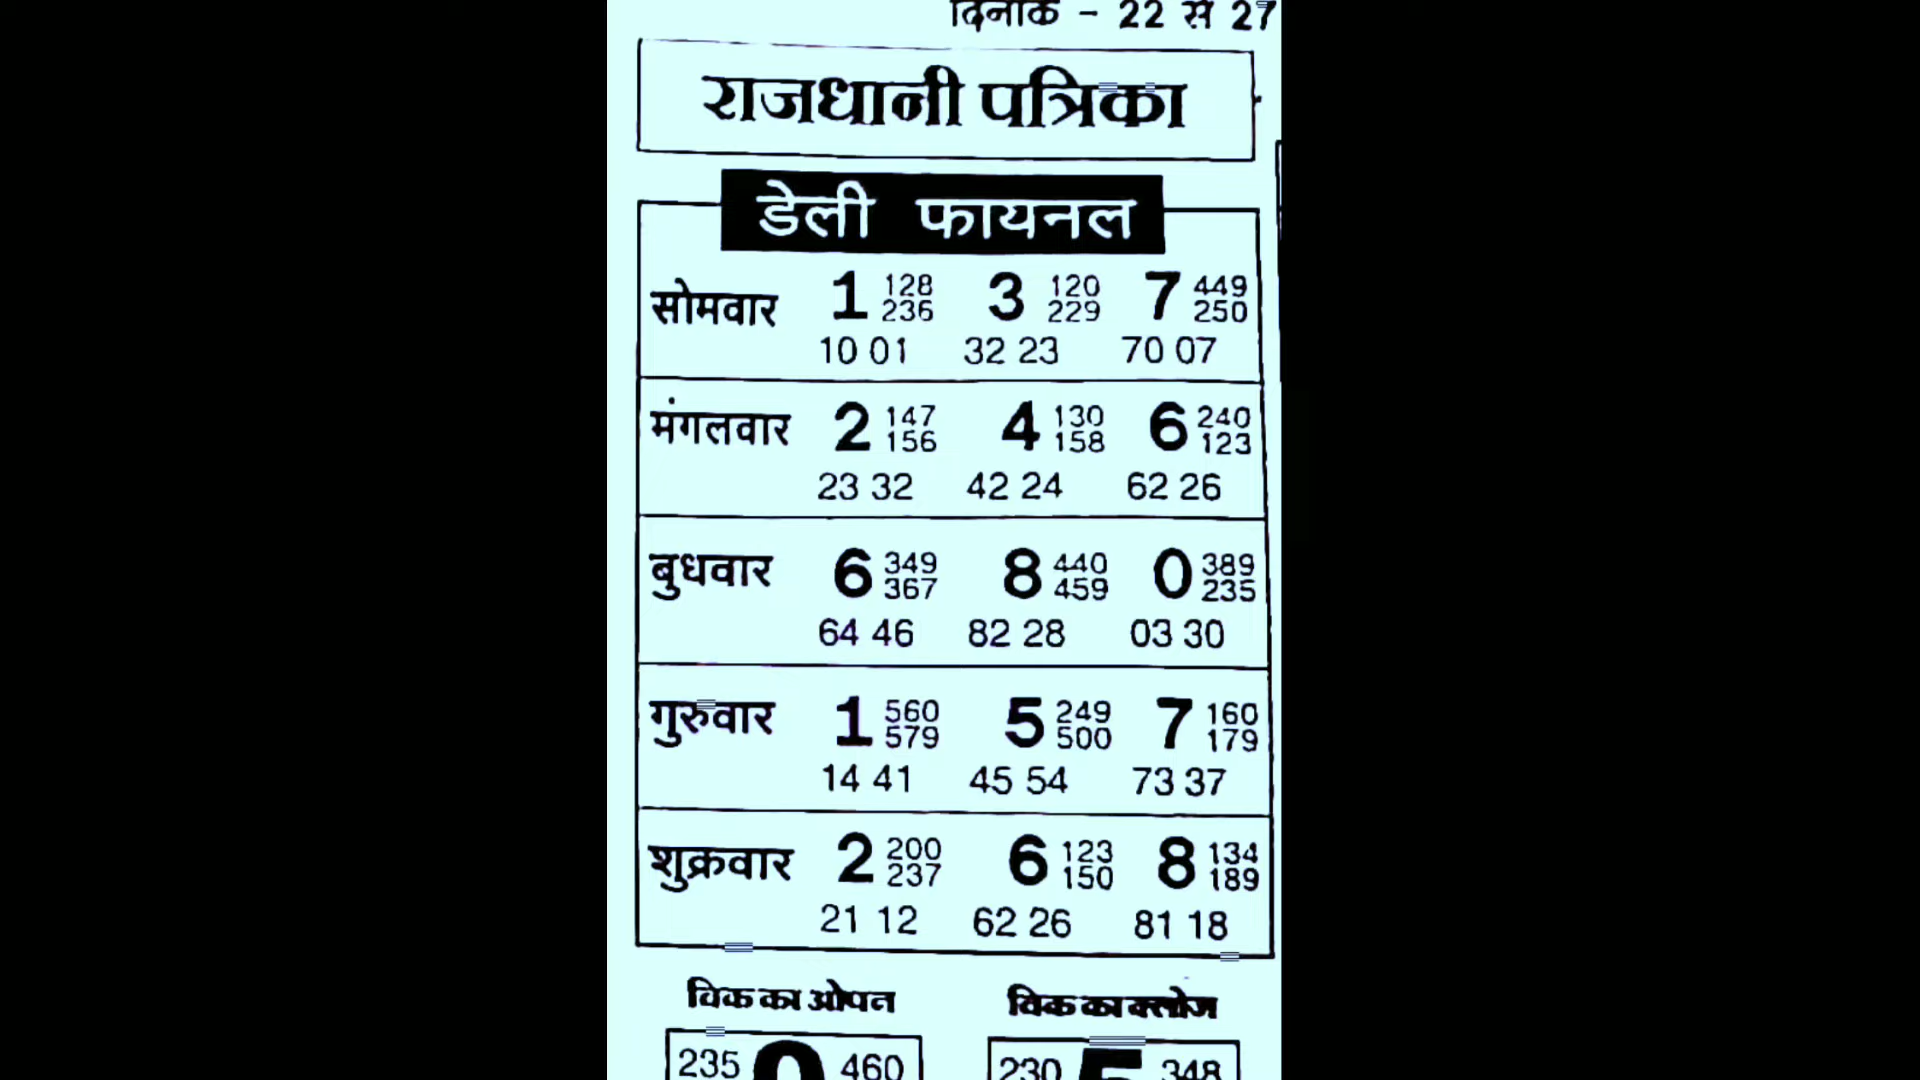 दिनांक - 22 से 27
राजधानी पत्रिका
डेली फायनल
सोमवार 1 128 236 3 120 229 7 449 250
10 01 32 23 70 07
मंगलवार 2 147 156 4 130 158 6 240 123
23 32 42 24 62 26
बुधवार 6 349 367 8 440 459 0 389 235
64 46 82 28 03 30
गुरुवार 1 560 579 5 249 500 7 160 179
14 41 45 54 73 37
शुक्रवार 2 200 237 6 123 150 8 134 189
21 12 62 26 81 18
विक का ओपन विक का क्लोज
235 460 230 348